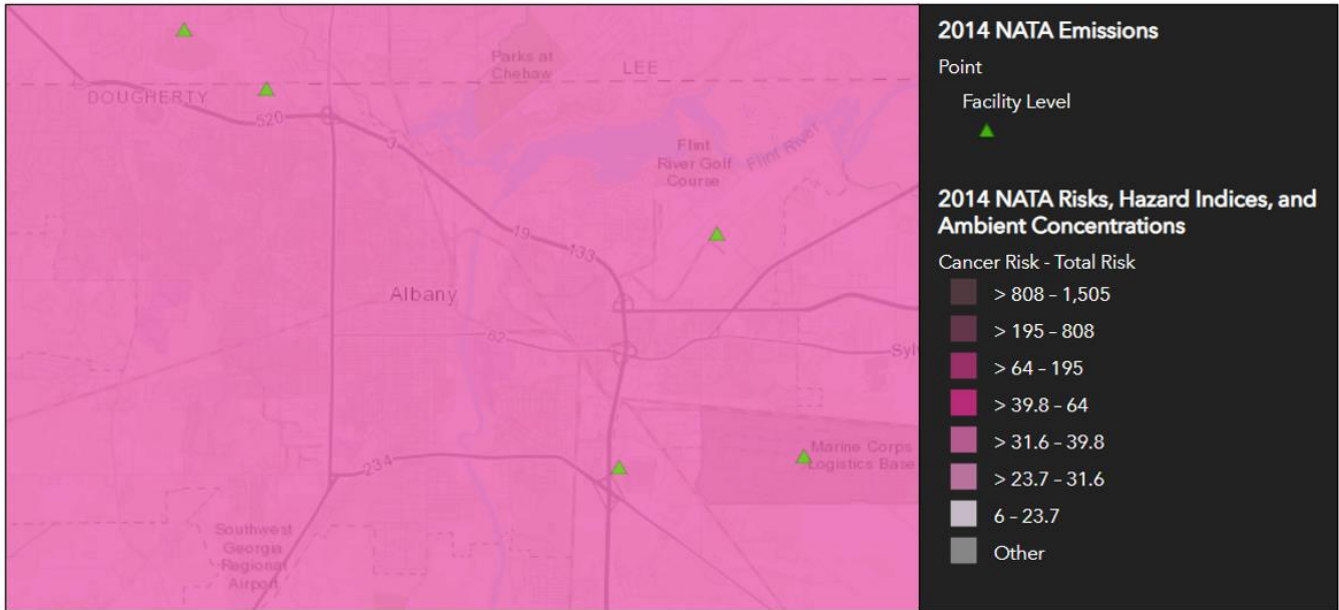 Parks at
Chehaw
LEE
DOUGHERTY
520
3
Flint
River Golf
Course
Flint River
19
133
Albany
62
Syl
Marine Corps
Logistics Base
234
Southwest
Georgia
Regional
Airport
2014 NATA Emissions
Point
Facility Level
2014 NATA Risks, Hazard Indices, and
Ambient Concentrations
Cancer Risk - Total Risk
> 808 – 1,505
> 195 – 808
> 64 – 195
> 39.8 – 64
> 31.6 – 39.8
> 23.7 – 31.6
6 – 23.7
Other